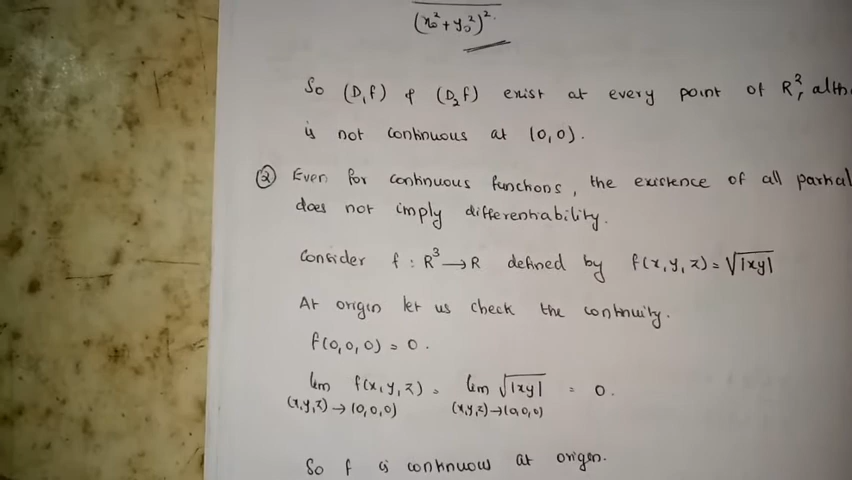 (x₀² + y₀²)².
So (D₁f) & (D₂f) exist at every point of R², alth
is not continuous at (0,0).
② Even for continuous functions, the existence of all partial
does not imply differentiability.
Consider f : R³ → R defined by f(x,y,z) = √|xy|
At origin let us check the continuity.
f(0,0,0) = 0.
lim f(x,y,z) = lim √|xy| = 0.
(x,y,z)→(0,0,0) (x,y,z)→(0,0,0)
So f is continuous at origin.